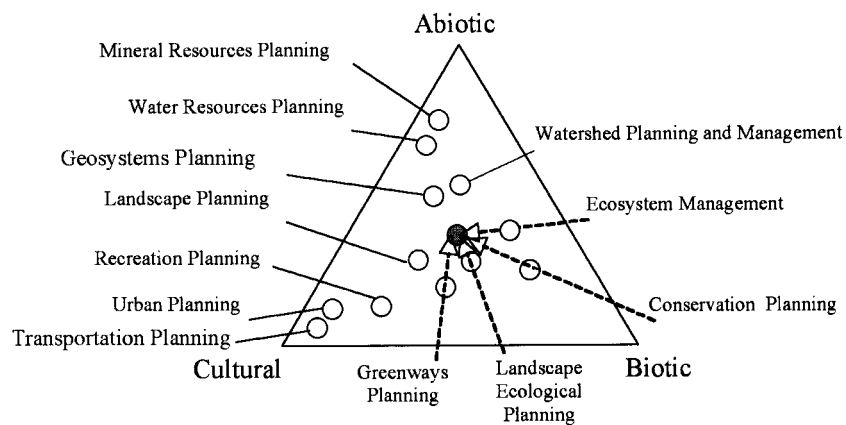 Abiotic
Mineral Resources Planning
Water Resources Planning
Watershed Planning and Management
Geosystems Planning
Landscape Planning
Ecosystem Management
Recreation Planning
Urban Planning
Conservation Planning
Transportation Planning
Cultural
Greenways
Planning
Landscape
Ecological
Planning
Biotic